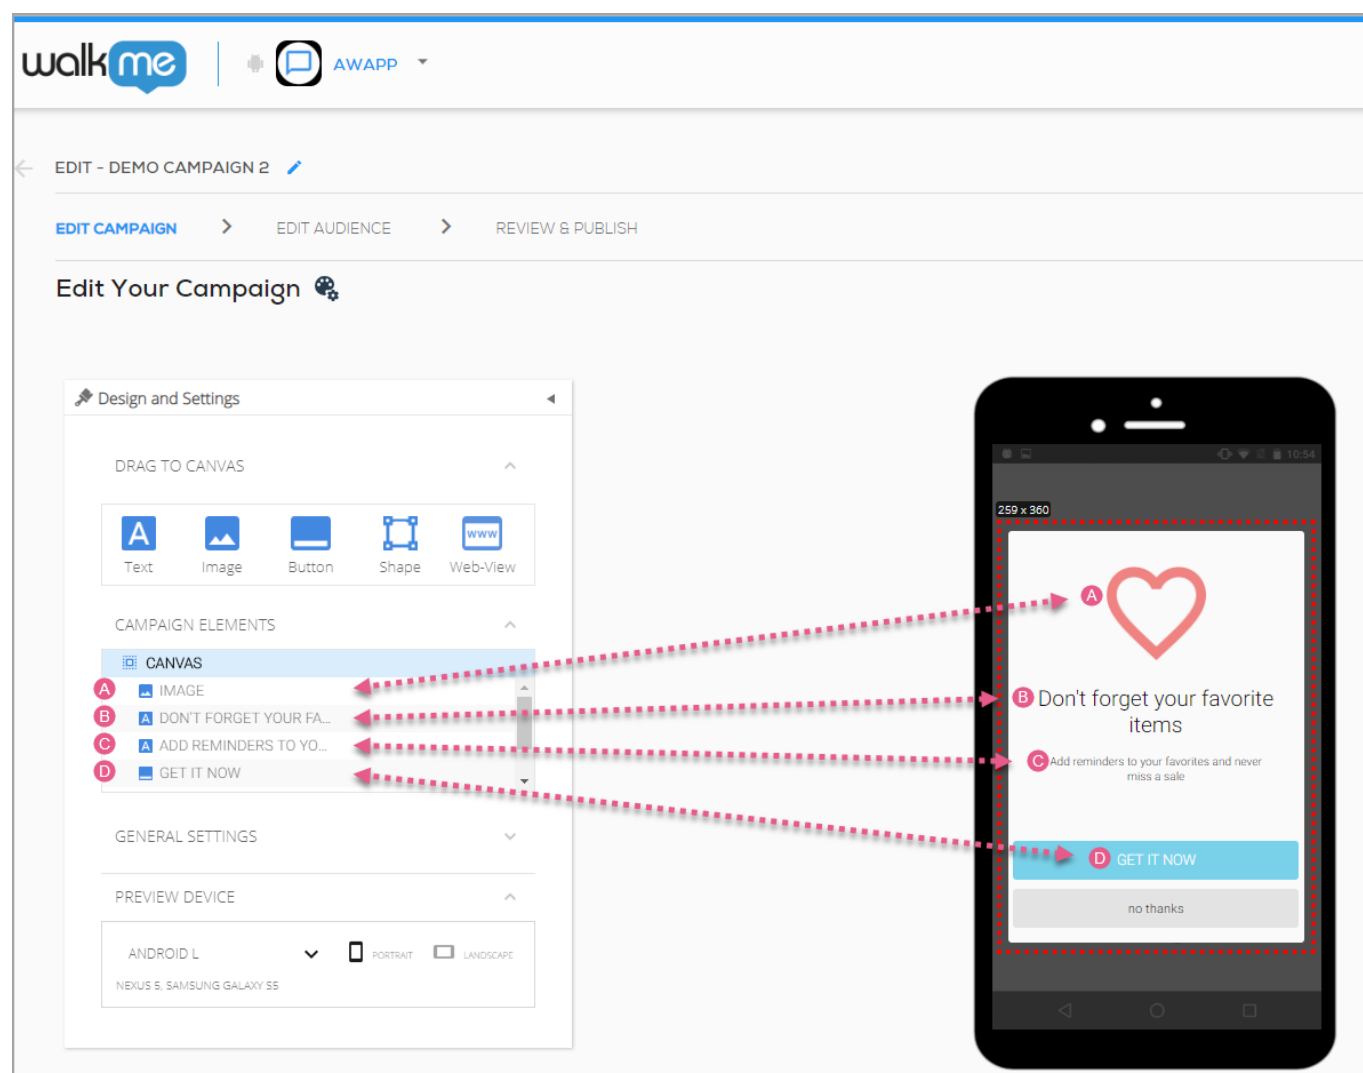 walkme
AWAPP
EDIT - DEMO CAMPAIGN 2
EDIT CAMPAIGN > EDIT AUDIENCE > REVIEW & PUBLISH
Edit Your Campaign
Design and Settings
DRAG TO CANVAS
A
www
Text Image Button Shape Web-View
CAMPAIGN ELEMENTS
CANVAS
A IMAGE
B A DON'T FORGET YOUR FA...
C A ADD REMINDERS TO YO...
D GET IT NOW
GENERAL SETTINGS
PREVIEW DEVICE
ANDROID L PORTRAIT LANDSCAPE
NEXUS 5, SAMSUNG GALAXY S5
10:54
259 x 360
A
B Don't forget your favorite
items
C Add reminders to your favorites and never
miss a sale
D GET IT NOW
no thanks